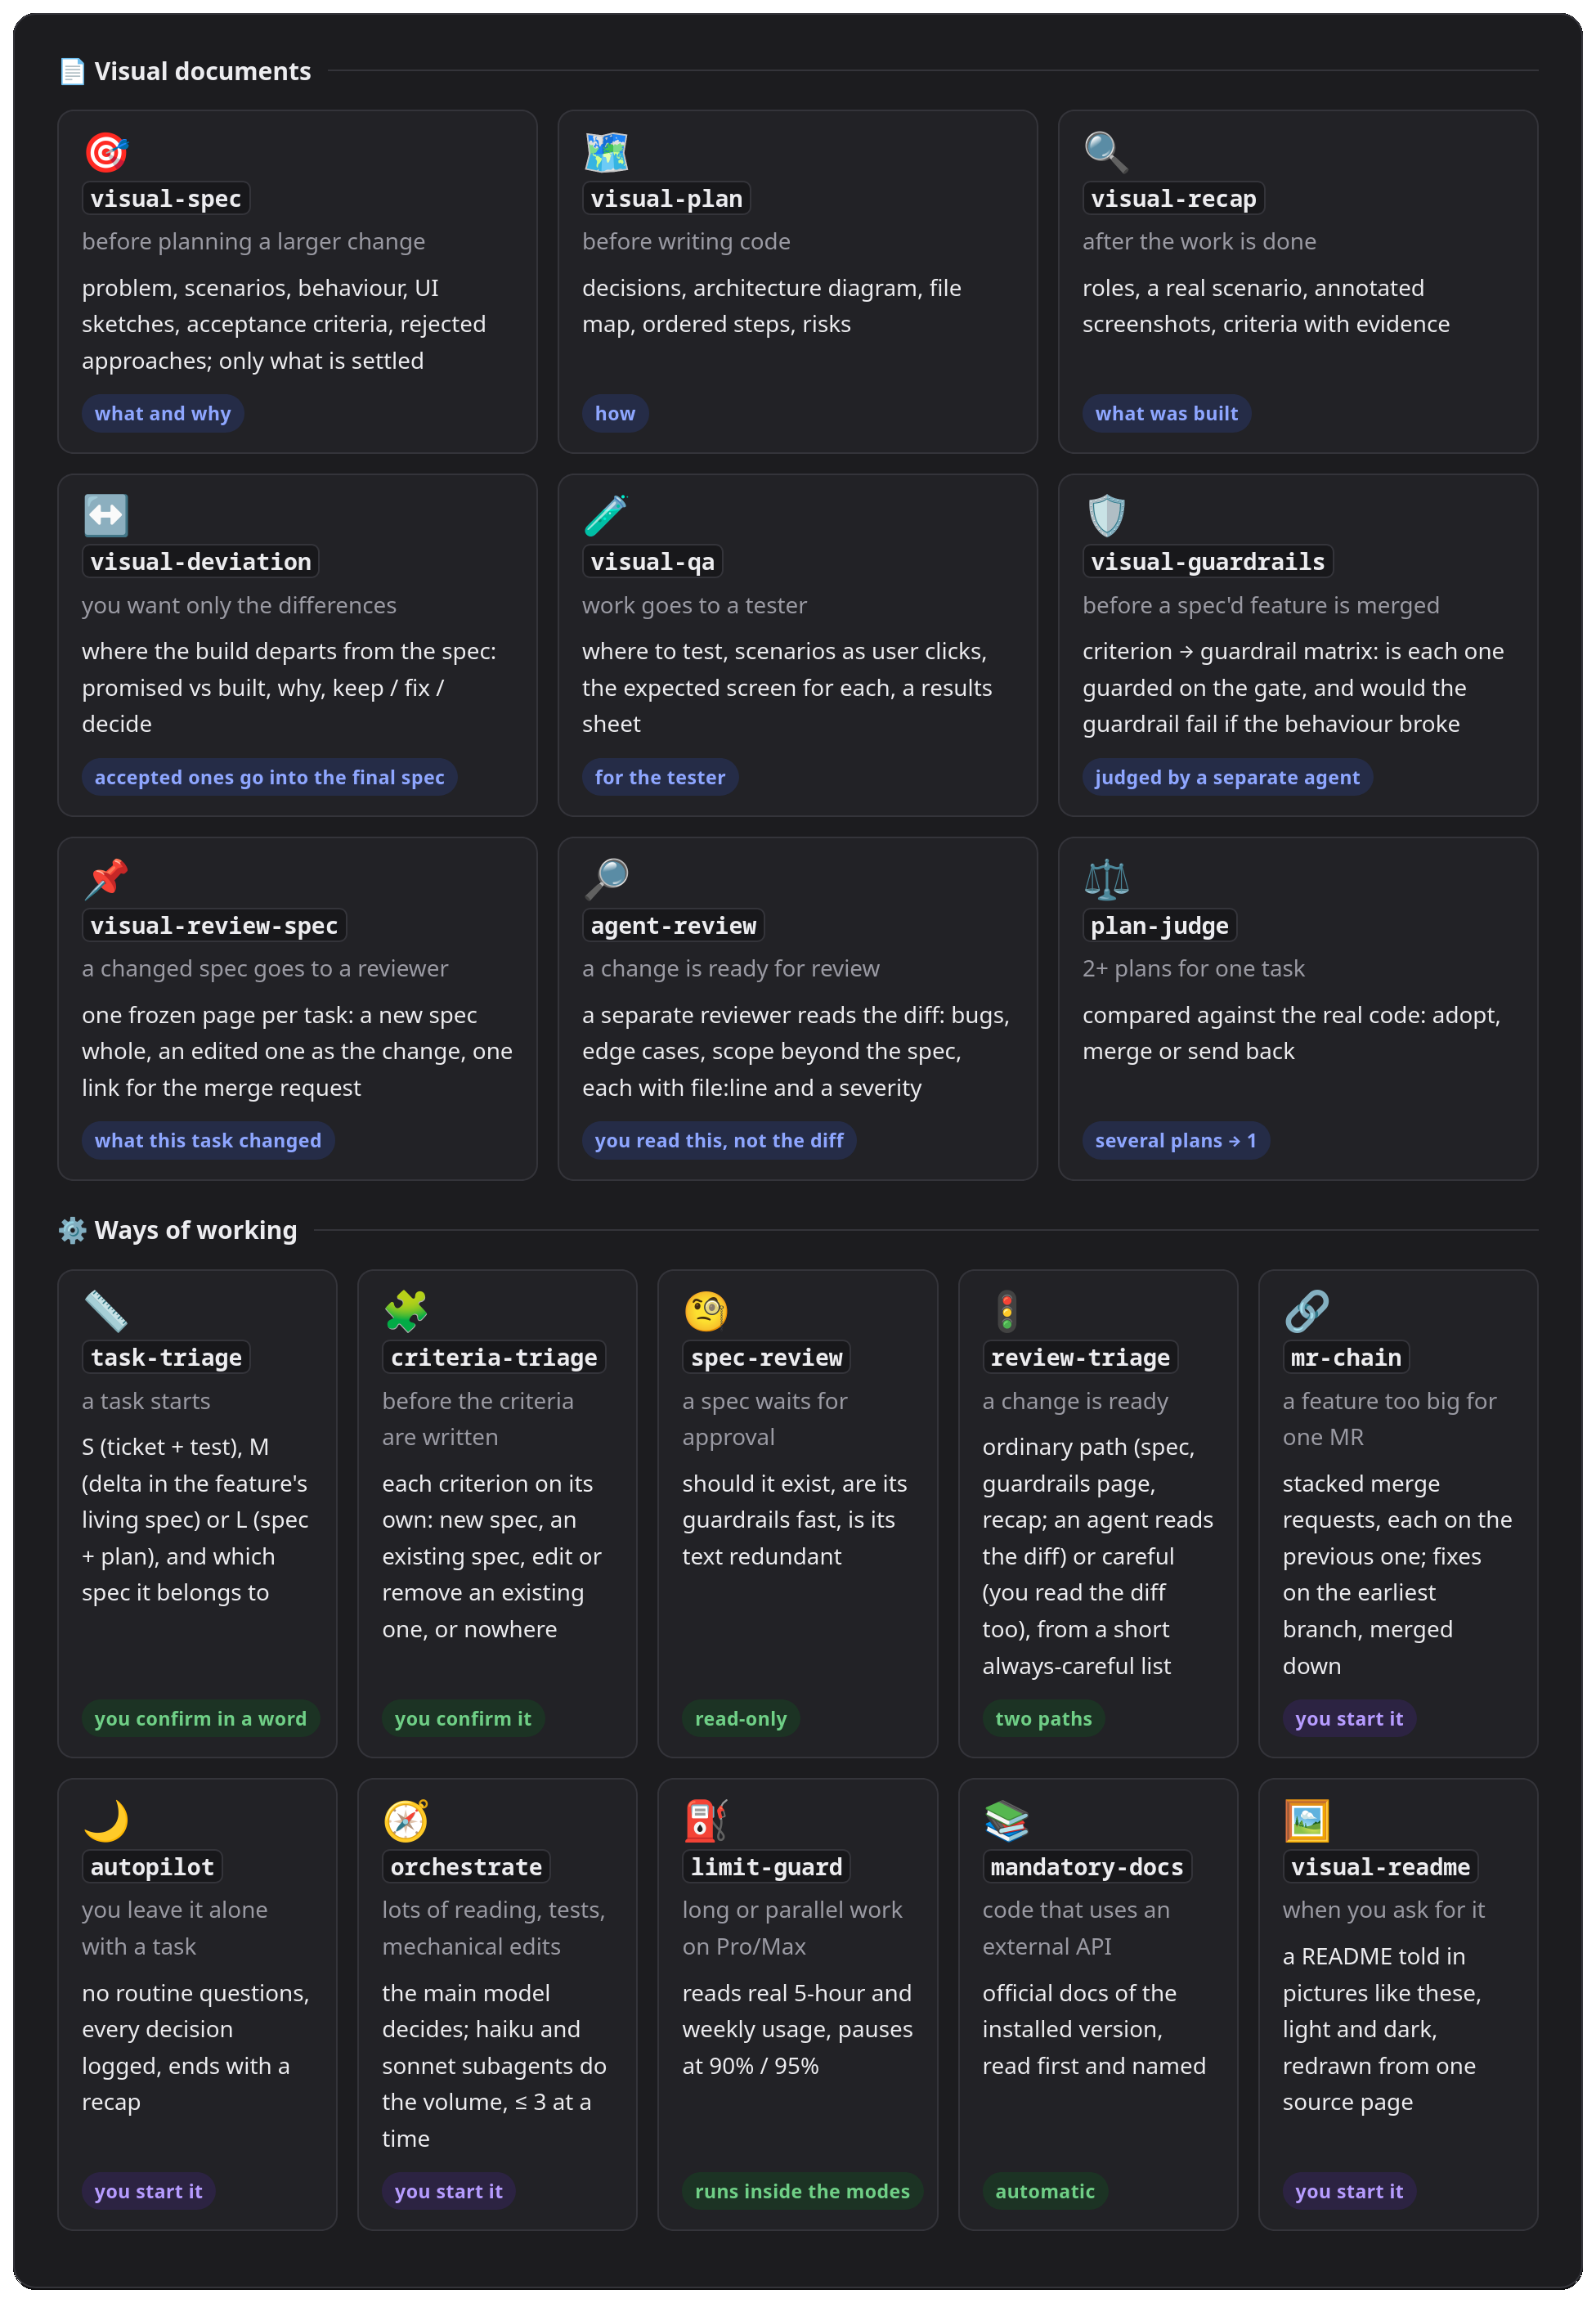 Visual documents
visual-spec
before planning a larger change
problem, scenarios, behaviour, UI
sketches, acceptance criteria, rejected
approaches; only what is settled
what and why
visual-plan
before writing code
decisions, architecture diagram, file
map, ordered steps, risks
how
visual-recap
after the work is done
roles, a real scenario, annotated
screenshots, criteria with evidence
what was built
visual-deviation
you want only the differences
where the build departs from the spec:
promised vs built, why, keep / fix /
decide
accepted ones go into the final spec
visual-qa
work goes to a tester
where to test, scenarios as user clicks,
the expected screen for each, a results
sheet
for the tester
visual-guardrails
before a spec'd feature is merged
criterion → guardrail matrix: is each one
guarded on the gate, and would the
guardrail fail if the behaviour broke
judged by a separate agent
visual-review-spec
a changed spec goes to a reviewer
one frozen page per task: a new spec
whole, an edited one as the change, one
link for the merge request
what this task changed
agent-review
a change is ready for review
a separate reviewer reads the diff: bugs,
edge cases, scope beyond the spec,
each with file:line and a severity
you read this, not the diff
plan-judge
2+ plans for one task
compared against the real code: adopt,
merge or send back
several plans → 1
Ways of working
task-triage
a task starts
S (ticket + test), M
(delta in the feature's
living spec) or L (spec
+ plan), and which
spec it belongs to
you confirm in a word
criteria-triage
before the criteria
are written
each criterion on its
own: new spec, an
existing spec, edit or
remove an existing
one, or nowhere
you confirm it
spec-review
a spec waits for
approval
should it exist, are its
guardrails fast, is its
text redundant
read-only
review-triage
a change is ready
ordinary path (spec,
guardrails page,
recap; an agent reads
the diff) or careful
(you read the diff
too), from a short
always-careful list
two paths
mr-chain
a feature too big for
one MR
stacked merge
requests, each on the
previous one; fixes
on the earliest
branch, merged
down
you start it
autopilot
you leave it alone
with a task
no routine questions,
every decision
logged, ends with a
recap
you start it
orchestrate
lots of reading, tests,
mechanical edits
the main model
decides; haiku and
sonnet subagents do
the volume, ≤ 3 at a
time
you start it
limit-guard
long or parallel work
on Pro/Max
reads real 5-hour and
weekly usage, pauses
at 90% / 95%
runs inside the modes
mandatory-docs
code that uses an
external API
official docs of the
installed version,
read first and named
automatic
visual-readme
when you ask for it
a README told in
pictures like these,
light and dark,
redrawn from one
source page
you start it